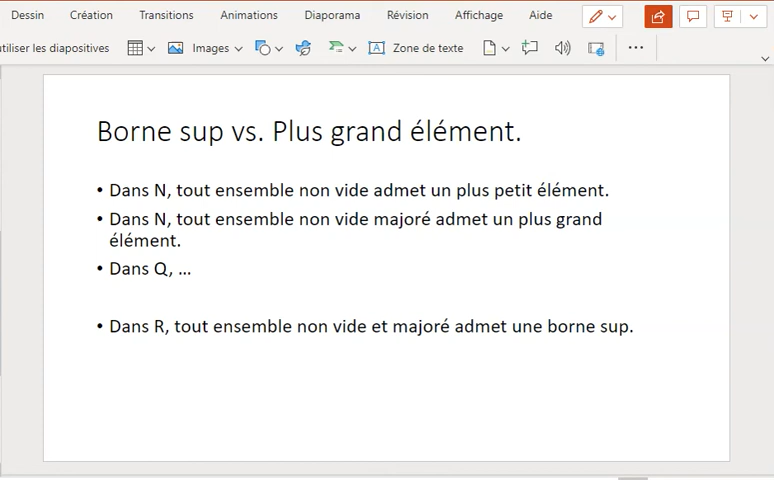 Dessin Création Transitions Animations Diaporama Révision Affichage Aide
utiliser les diapositives Images Zone de texte
Borne sup vs. Plus grand élément.
• Dans N, tout ensemble non vide admet un plus petit élément.
• Dans N, tout ensemble non vide majoré admet un plus grand
élément.
• Dans Q, ...
• Dans R, tout ensemble non vide et majoré admet une borne sup.